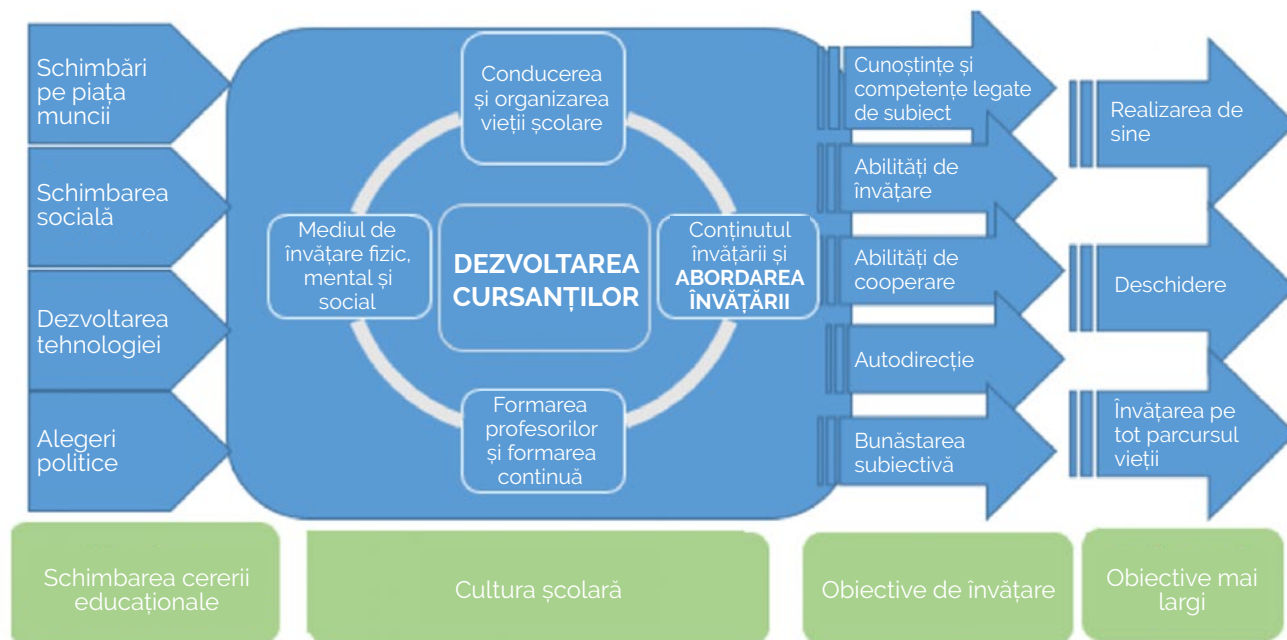 Schimbări
pe piața
muncii
Schimbarea
socială
Dezvoltarea
tehnologiei
Alegeri
politice
Conducerea
și organizarea
vieții școlare
Mediul de
învățare fizic,
mental și
social
DEZVOLTAREA
CURSANȚILOR
Conținutul
învățării și
ABORDAREA
ÎNVĂȚĂRII
Formarea
profesorilor
și formarea
continuă
Cunoștințe și
competențe legate
de subiect
Abilități de
învățare
Abilități de
cooperare
Autodirecție
Bunăstarea
subiectivă
Realizarea de
sine
Deschidere
Învățarea pe
tot parcursul
vieții
Schimbarea cererii
educaționale
Cultura școlară
Obiective de învățare
Obiective mai
largi